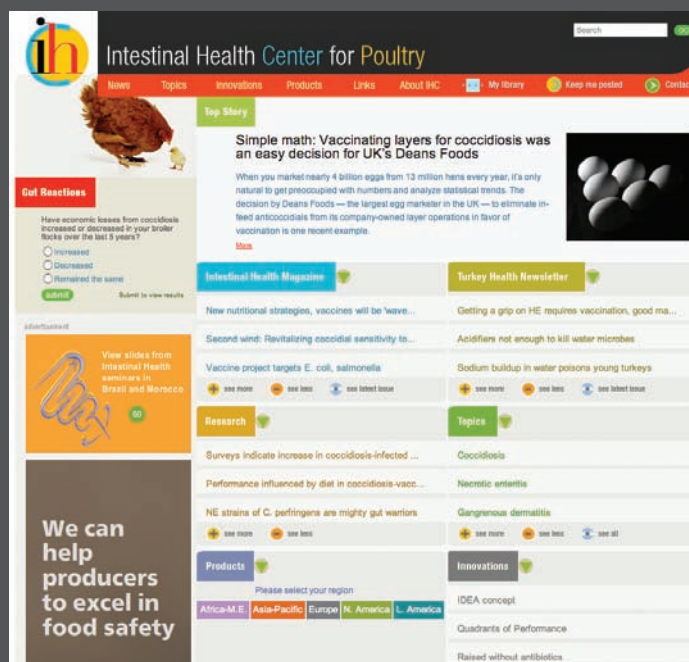 ih
Intestinal Health Center for Poultry
Search
News Topics Innovations Products Links About IHC My library Keep me posted
Top Story
Simple math: Vaccinating layers for coccidiosis was
an easy decision for UK's Deans Foods
When you market nearly 4 billion eggs from 13 million hens every year, it's only
natural to get preoccupied with numbers and analyze statistical trends. The
decision by Deans Foods — the largest egg marketer in the UK — to eliminate in-
feed anticoccidials from its company-owned layer operations in favor of
vaccination is one recent example.
More
Gut Reactions
Have economic losses from coccidiosis
increased or decreased in your broiler
flocks over the last 5 years?
Increased
Decreased
Remained the same
submit Submit to view results
advertisement
View slides from
Intestinal Health
seminars in
Brazil and Morocco
GO
We can
help
producers
to excel in
food safety
Intestinal Health Magazine
New nutritional strategies, vaccines will be 'wave...
Second wind: Revitalizing coccidial sensitivity to...
Vaccine project targets E. coli, salmonella
see more see less see latest issue
Turkey Health Newsletter
Getting a grip on HE requires vaccination, good ma...
Acidifiers not enough to kill water microbes
Sodium buildup in water poisons young turkeys
see more see less see latest issue
Research
Surveys indicate increase in coccidiosis-infected ...
Performance influenced by diet in coccidiosis-vacc...
NE strains of C. perfringens are mighty gut warriors
see more see less
Topics
Coccidiosis
Necrotic enteritis
Gangrenous dermatitis
see more see less see all
Products
Please select your region
Africa-M.E. Asia-Pacific Europe N. America L. America
Innovations
IDEA concept
Quadrants of Performance
Raised without antibiotics